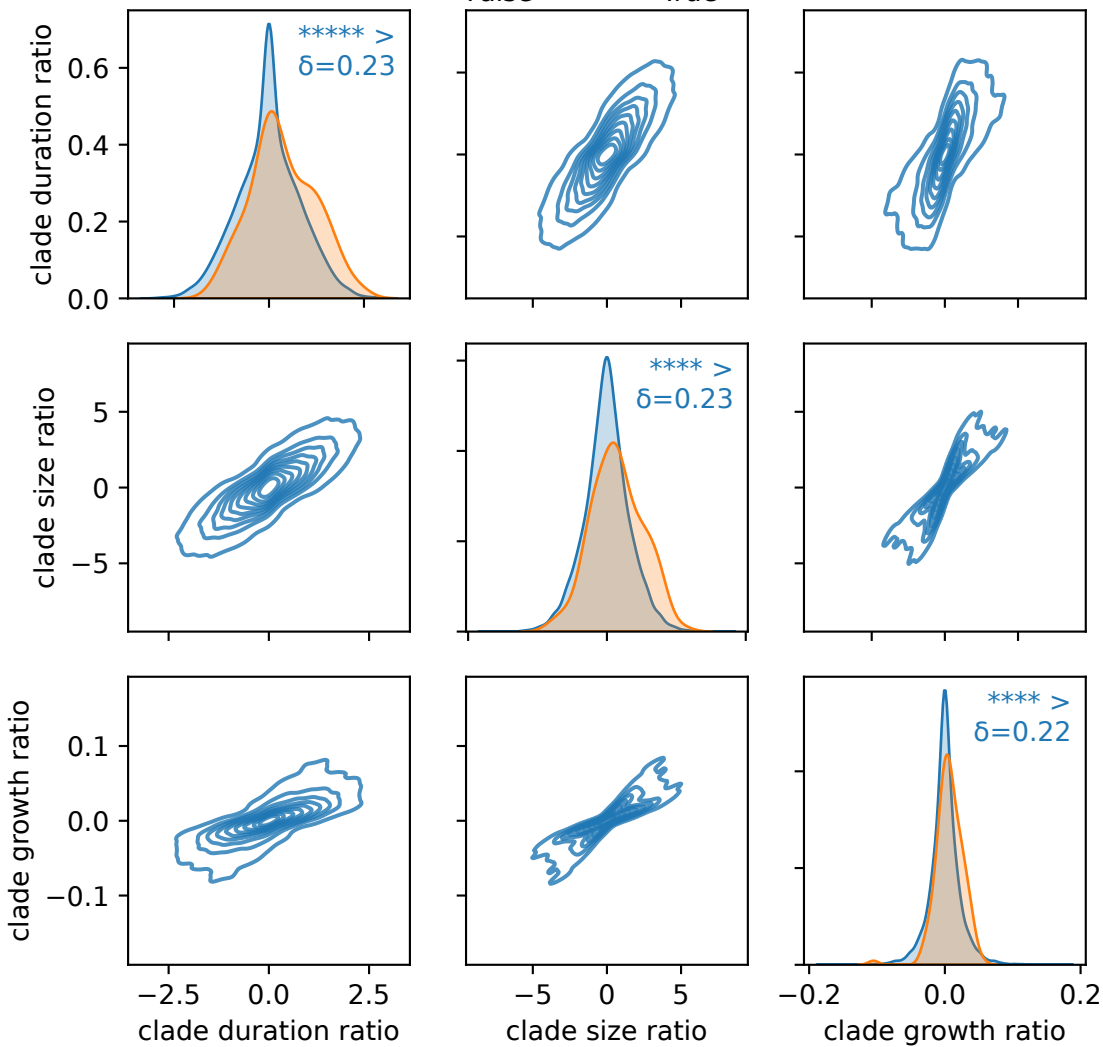 clade duration ratio
0.6
0.4
0.2
0.0
***** >
δ=0.23
clade size ratio
5
0
−5
**** >
δ=0.23
clade growth ratio
0.1
0.0
−0.1
**** >
δ=0.22
−2.5 0.0 2.5
−5 0 5
−0.2 0.0 0.2
clade duration ratio
clade size ratio
clade growth ratio